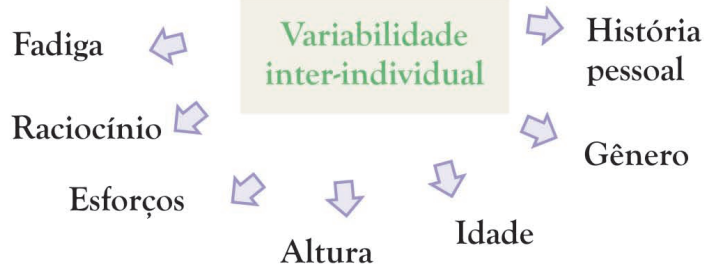 Variabilidade
inter-individual
Fadiga
Raciocínio
Esforços
Altura
Idade
Gênero
História
pessoal